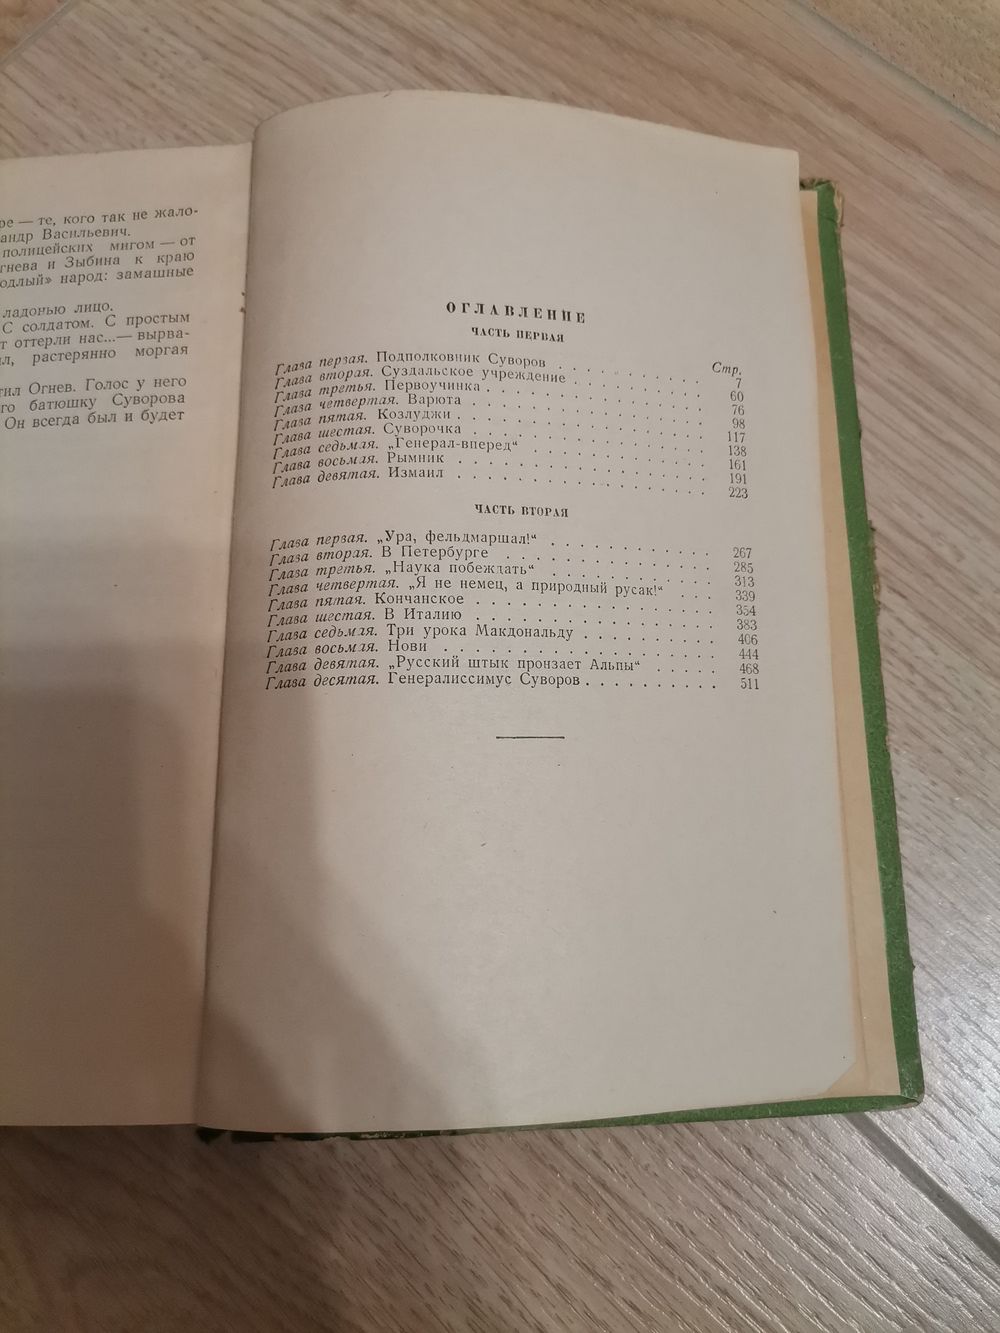 ре — те, кого так не жало-
андр Васильевич.
полицейских мигом — от
гнева и Зыбина к краю
одлый» народ: замашные
ладонью лицо.
С солдатом. С простым
т оттерли нас...— вырва-
л, растерянно моргая
тил Огнев. Голос у него
го батюшку Суворова
Он всегда был и будет
ОГЛАВЛЕНИЕ
ЧАСТЬ ПЕРВАЯ
Стр.
Глава первая. Подполковник Суворов . . . . . . . . . . 7
Глава вторая. Суздальское учреждение . . . . . . . . . 60
Глава третья. Первоучинка . . . . . . . . . . . . . . 76
Глава четвертая. Варюта . . . . . . . . . . . . . . . 98
Глава пятая. Козлуджи . . . . . . . . . . . . . . . . 117
Глава шестая. Суворочка . . . . . . . . . . . . . . . 138
Глава седьмая. „Генерал-вперед“ . . . . . . . . . . . 161
Глава восьмая. Рымник . . . . . . . . . . . . . . . . 191
Глава девятая. Измаил . . . . . . . . . . . . . . . . 223
ЧАСТЬ ВТОРАЯ
Глава первая. „Ура, фельдмаршал!“ . . . . . . . . . . 267
Глава вторая. В Петербурге . . . . . . . . . . . . . 285
Глава третья. „Наука побеждать“ . . . . . . . . . . . 313
Глава четвертая. „Я не немец, а природный русак!“ . . . 339
Глава пятая. Кончанское . . . . . . . . . . . . . . . 354
Глава шестая. В Италию . . . . . . . . . . . . . . . 383
Глава седьмая. Три урока Макдональду . . . . . . . . . 406
Глава восьмая. Нови . . . . . . . . . . . . . . . . . 444
Глава девятая. „Русский штык пронзает Альпы“ . . . . . 468
Глава десятая. Генералиссимус Суворов . . . . . . . . . 511